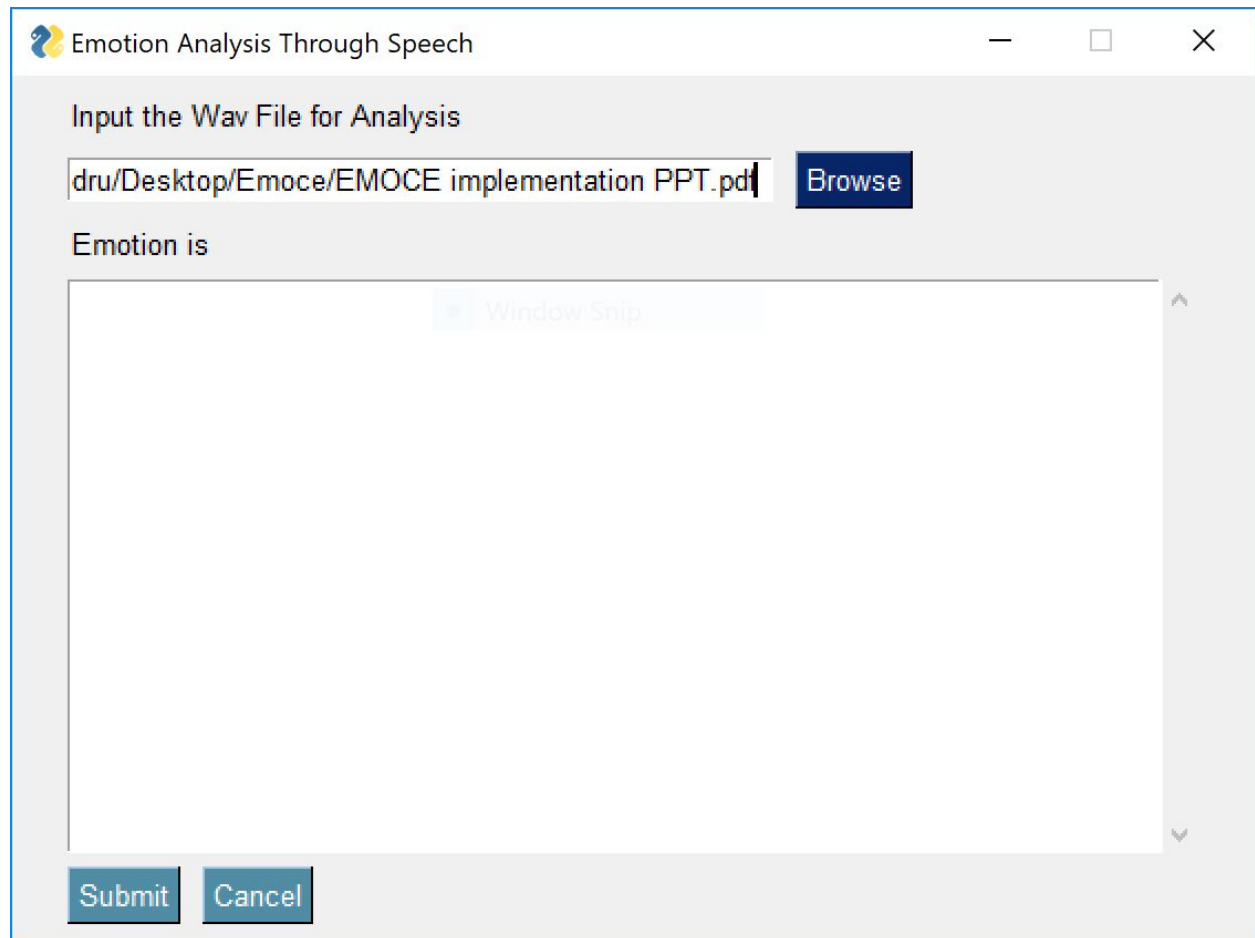 Emotion Analysis Through Speech
Input the Wav File for Analysis
dru/Desktop/Emoce/EMOCE implementation PPT.pdf Browse
Emotion is
Window Snip
Submit Cancel